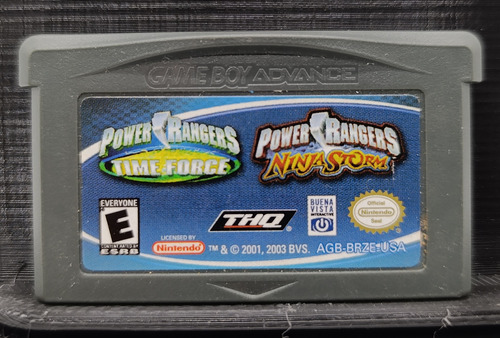 GAME BOY ADVANCE
POWER RANGERS
TIME FORCE
POWER RANGERS
NINJA STORM
EVERYONE
E
CONTENT RATED BY
ESRB
LICENSED BY
Nintendo
THQ
BUENA
VISTA
INTERACTIVE
Official
Nintendo
Seal
TM & © 2001, 2003 BVS.
AGB-BRZE-USA